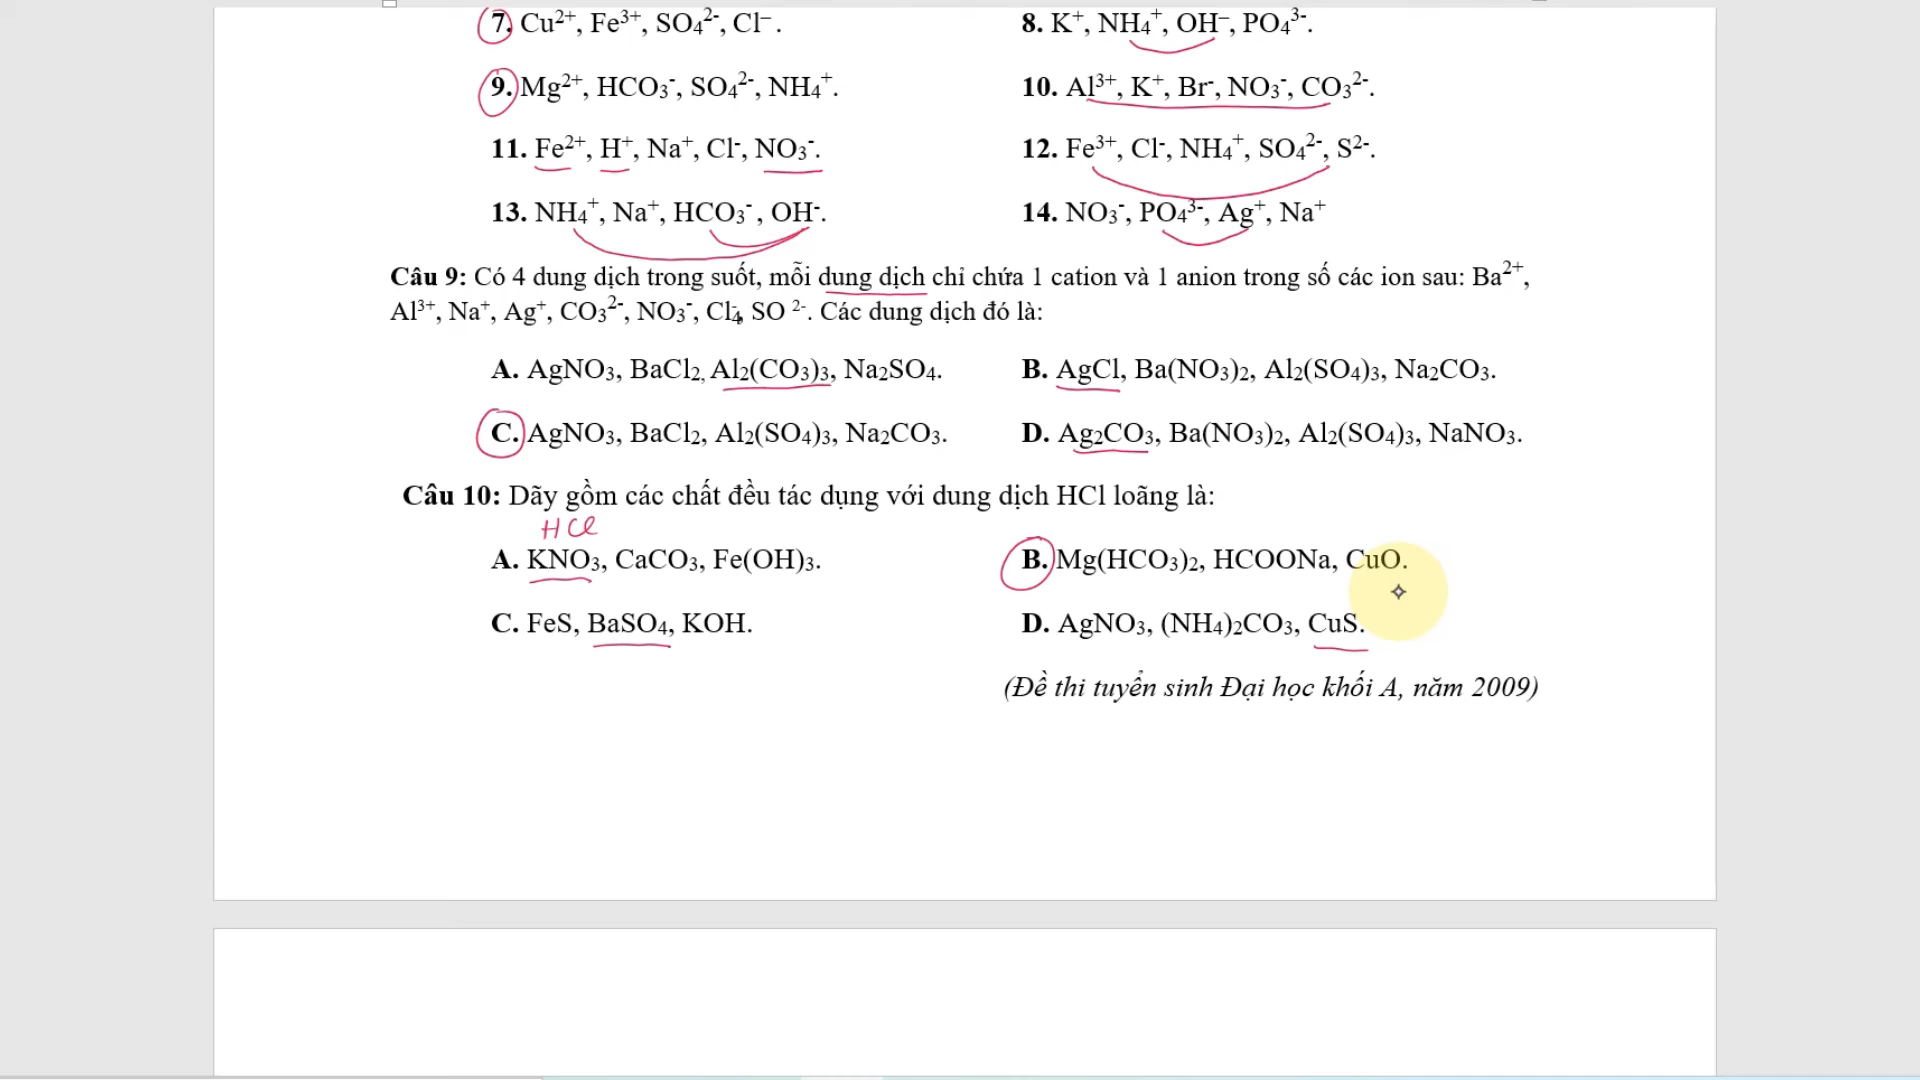 7. Cu²⁺, Fe³⁺, SO₄²⁻, Cl⁻. 8. K⁺, NH₄⁺, OH⁻, PO₄³⁻.
9. Mg²⁺, HCO₃⁻, SO₄²⁻, NH₄⁺. 10. Al³⁺, K⁺, Br⁻, NO₃⁻, CO₃²⁻.
11. Fe²⁺, H⁺, Na⁺, Cl⁻, NO₃⁻. 12. Fe³⁺, Cl⁻, NH₄⁺, SO₄²⁻, S²⁻.
13. NH₄⁺, Na⁺, HCO₃⁻, OH⁻. 14. NO₃⁻, PO₄³⁻, Ag⁺, Na⁺
Câu 9: Có 4 dung dịch trong suốt, mỗi dung dịch chỉ chứa 1 cation và 1 anion trong số các ion sau: Ba²⁺,
Al³⁺, Na⁺, Ag⁺, CO₃²⁻, NO₃⁻, Cl⁻₄, SO ²⁻. Các dung dịch đó là:
A. AgNO₃, BaCl₂, Al₂(CO₃)₃, Na₂SO₄. B. AgCl, Ba(NO₃)₂, Al₂(SO₄)₃, Na₂CO₃.
C. AgNO₃, BaCl₂, Al₂(SO₄)₃, Na₂CO₃. D. Ag₂CO₃, Ba(NO₃)₂, Al₂(SO₄)₃, NaNO₃.
Câu 10: Dãy gồm các chất đều tác dụng với dung dịch HCl loãng là:
HCl
A. KNO₃, CaCO₃, Fe(OH)₃. B. Mg(HCO₃)₂, HCOONa, CuO.
C. FeS, BaSO₄, KOH. D. AgNO₃, (NH₄)₂CO₃, CuS.
(Đề thi tuyển sinh Đại học khối A, năm 2009)